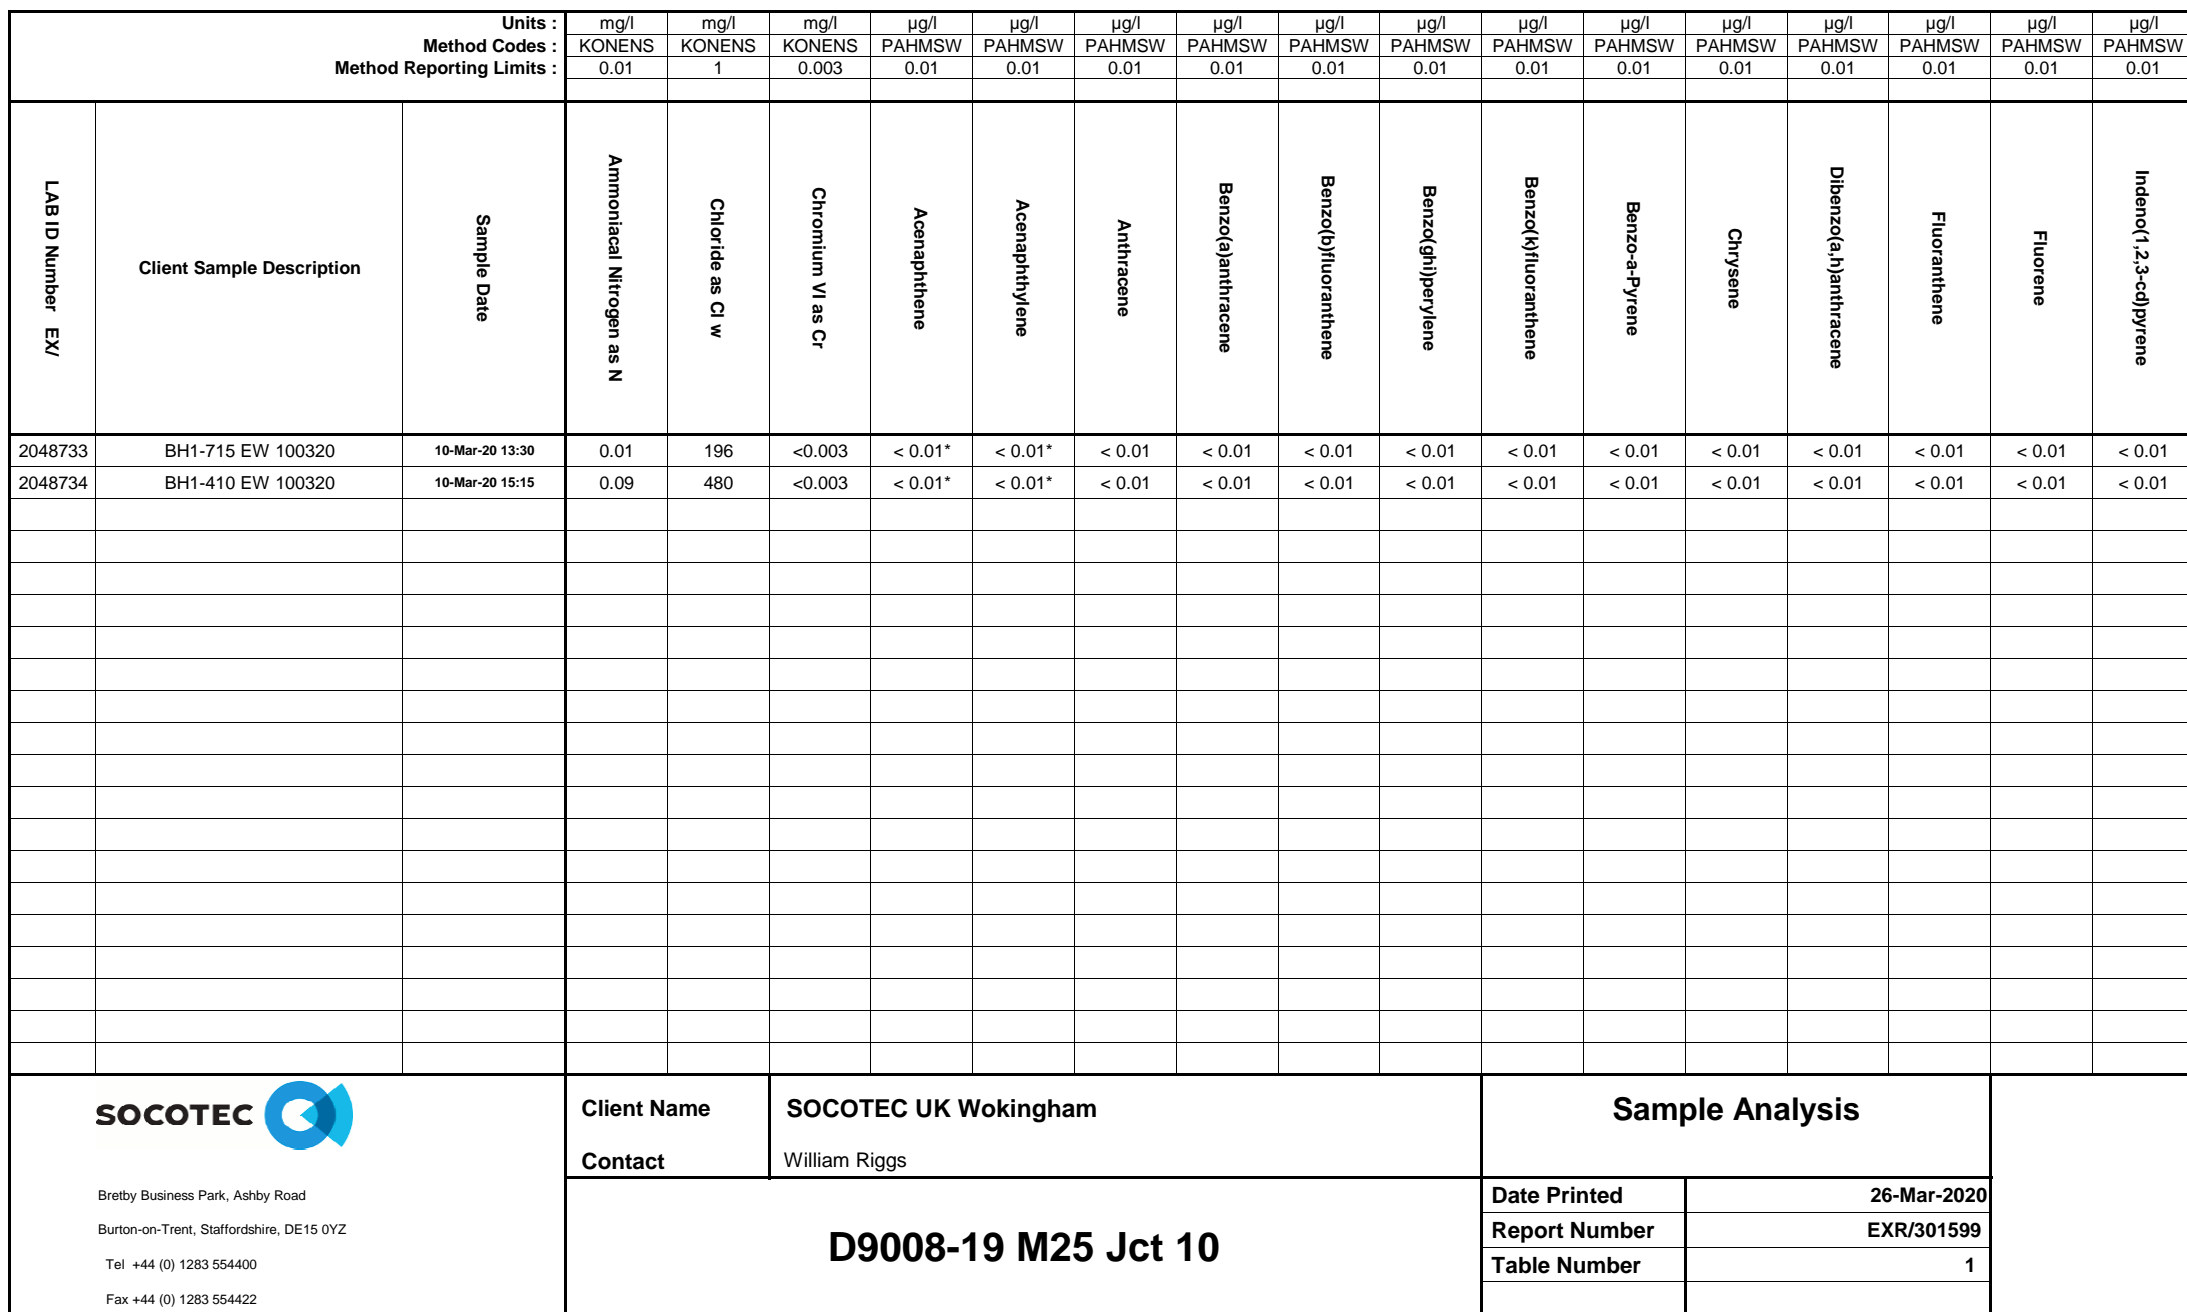 Units : mg/l mg/l mg/l µg/l µg/l µg/l µg/l µg/l µg/l µg/l µg/l µg/l µg/l µg/l µg/l µg/l
Method Codes : KONENS KONENS KONENS PAHMSW PAHMSW PAHMSW PAHMSW PAHMSW PAHMSW PAHMSW PAHMSW PAHMSW PAHMSW PAHMSW PAHMSW PAHMSW
Method Reporting Limits : 0.01 1 0.003 0.01 0.01 0.01 0.01 0.01 0.01 0.01 0.01 0.01 0.01 0.01 0.01 0.01
LAB ID Number EX/
Client Sample Description
Sample Date
Ammoniacal Nitrogen as N
Chloride as Cl w
Chromium VI as Cr
Acenaphthene
Acenaphthylene
Anthracene
Benzo(a)anthracene
Benzo(b)fluoranthene
Benzo(ghi)perylene
Benzo(k)fluoranthene
Benzo-a-Pyrene
Chrysene
Dibenzo(a,h)anthracene
Fluoranthene
Fluorene
Indeno(1,2,3-cd)pyrene
2048733 BH1-715 EW 100320 10-Mar-20 13:30 0.01 196 <0.003 < 0.01* < 0.01* < 0.01 < 0.01 < 0.01 < 0.01 < 0.01 < 0.01 < 0.01 < 0.01 < 0.01 < 0.01 < 0.01
2048734 BH1-410 EW 100320 10-Mar-20 15:15 0.09 480 <0.003 < 0.01* < 0.01* < 0.01 < 0.01 < 0.01 < 0.01 < 0.01 < 0.01 < 0.01 < 0.01 < 0.01 < 0.01 < 0.01
SOCOTEC
Bretby Business Park, Ashby Road
Burton-on-Trent, Staffordshire, DE15 0YZ
Tel +44 (0) 1283 554400
Fax +44 (0) 1283 554422
Client Name SOCOTEC UK Wokingham
Contact William Riggs
D9008-19 M25 Jct 10
Sample Analysis
Date Printed 26-Mar-2020
Report Number EXR/301599
Table Number 1